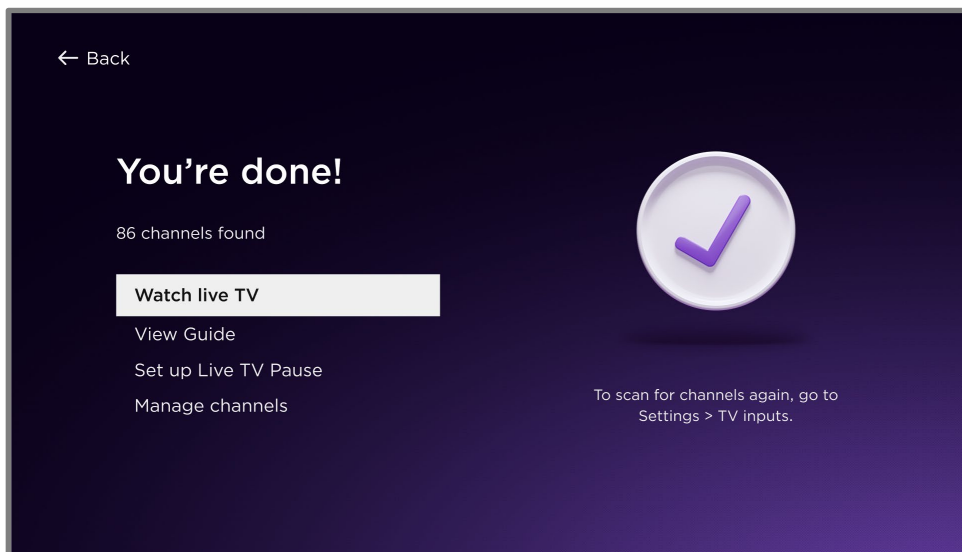 ← Back
You’re done!
86 channels found
Watch live TV
View Guide
Set up Live TV Pause
Manage channels
To scan for channels again, go to
Settings > TV inputs.